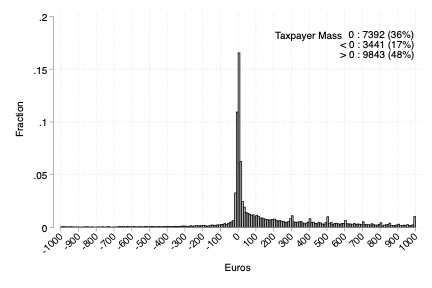 .2
Taxpayer Mass 0 : 7392 (36%)
< 0 : 3441 (17%)
> 0 : 9843 (48%)
.15
Fraction
.1
.05
0
-1000 -900 -800 -700 -600 -500 -400 -300 -200 -100 0 100 200 300 400 500 600 700 800 900 1000
Euros